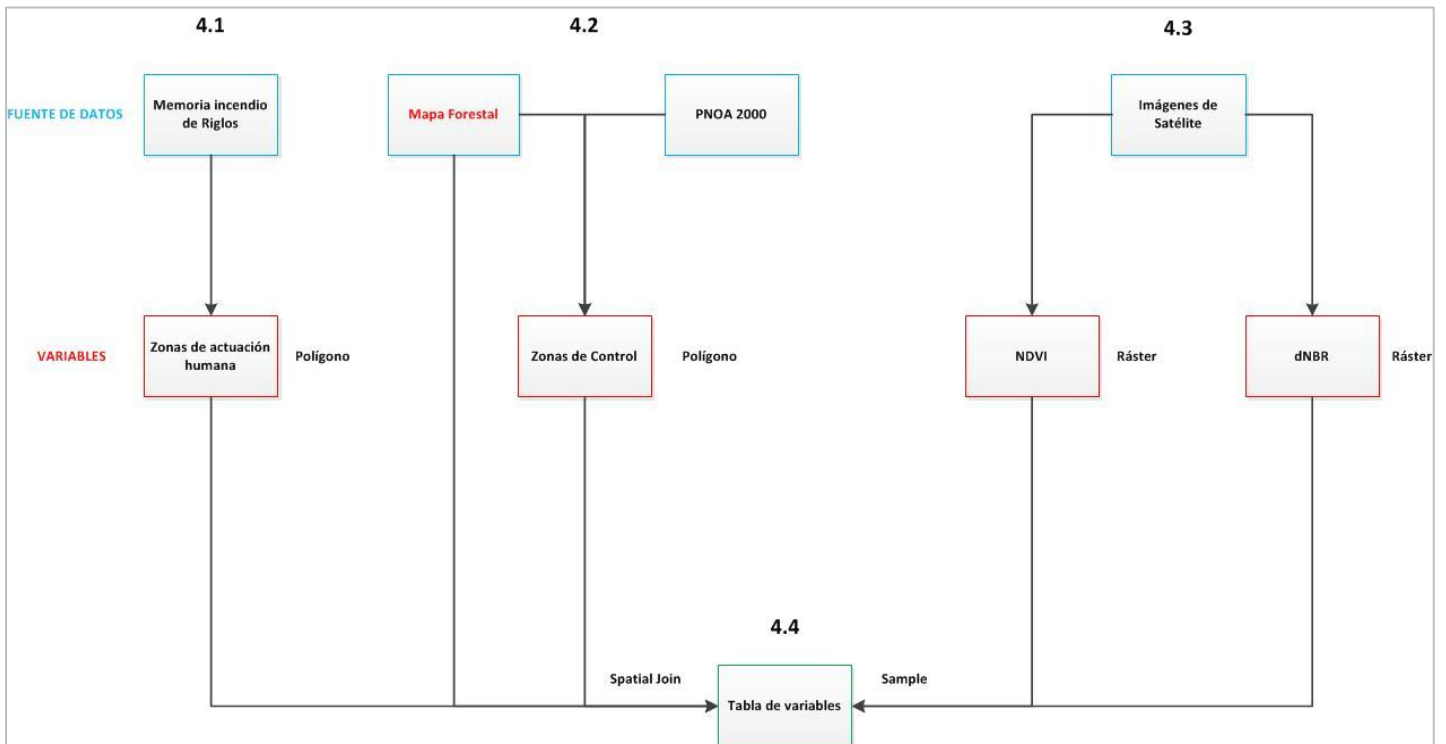 4.1
4.2
4.3
FUENTE DE DATOS
Memoria incendio
de Riglos
Mapa Forestal
PNOA 2000
Imágenes de
Satélite
VARIABLES
Zonas de actuación
humana
Polígono
Zonas de Control
Polígono
NDVI
Ráster
dNBR
Ráster
4.4
Spatial Join
Tabla de variables
Sample